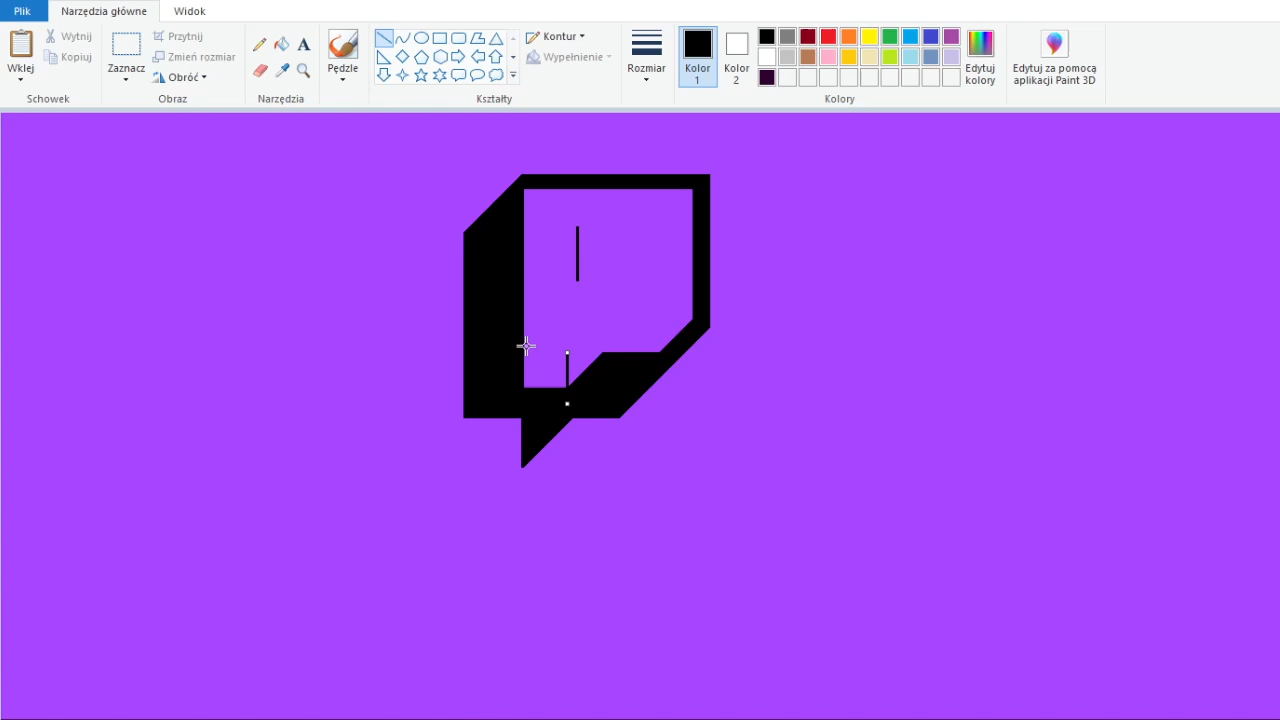 Plik Narzędzia główne Widok
Wklej
Wytnij
Kopiuj
Schowek
Zaznacz
Przytnij
Zmień rozmiar
Obróć
Obraz
A
Narzędzia
Pędzle
Kształty
Kontur
Wypełnienie
Rozmiar
Kolor
1
Kolor
2
Edytuj
kolory
Kolory
Edytuj za pomocą
aplikacji Paint 3D